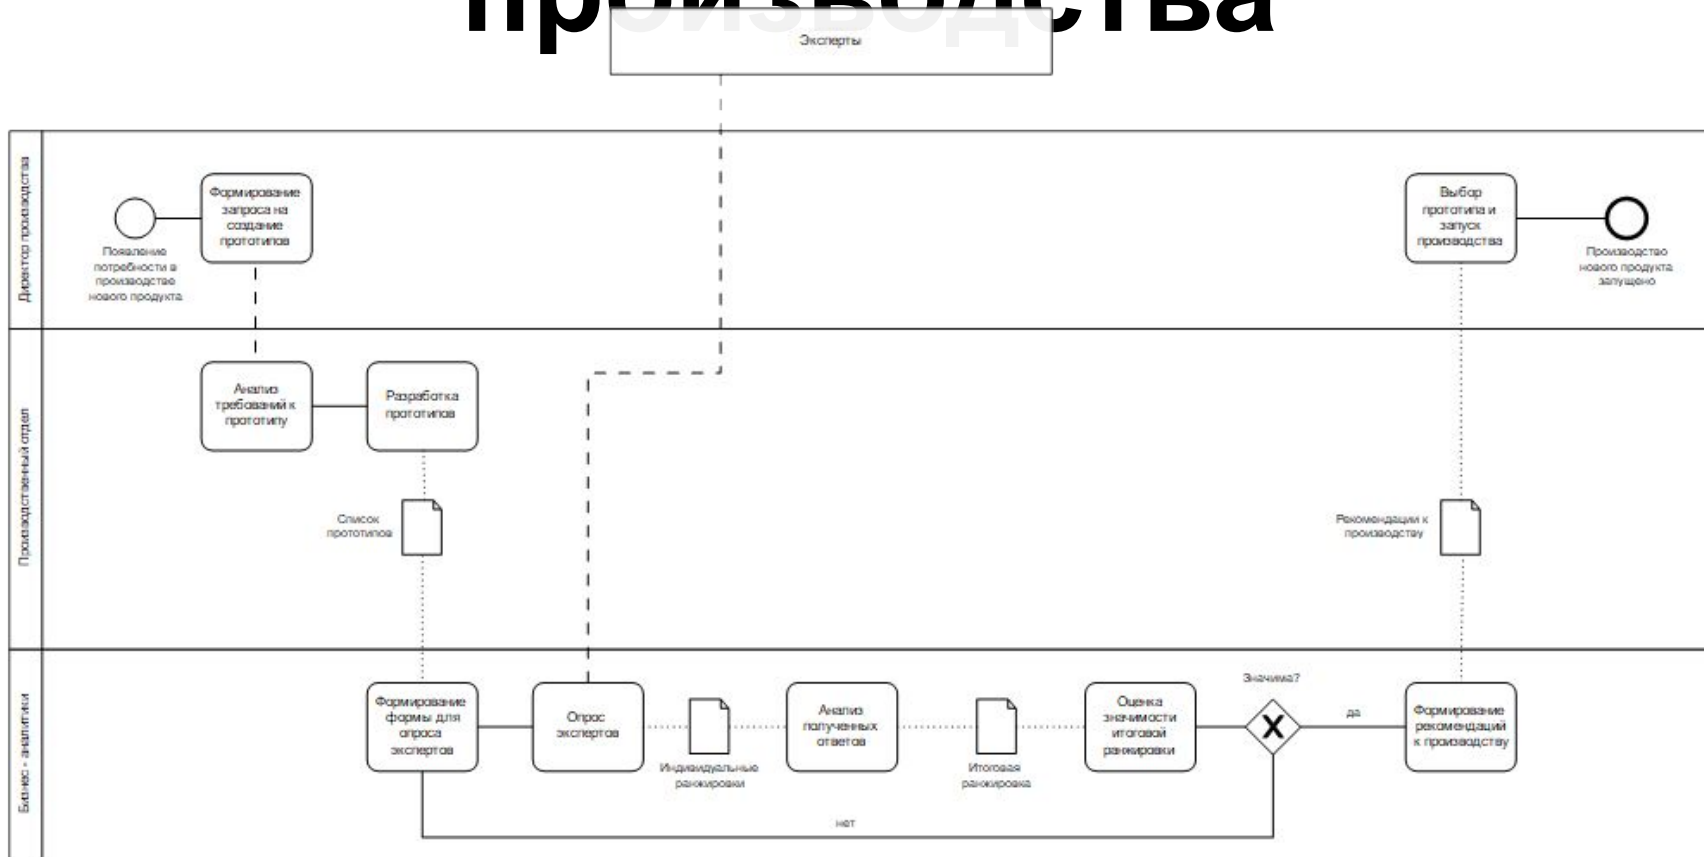 производства
Эксперты
Директор производства
Появление
потребности в
производстве
нового продукта
Формирование
запроса на
создание
прототипов
Выбор
прототипа и
запуск
производства
Производство
нового продукта
запущено
Производственный отдел
Анализ
требований к
прототипу
Разработка
прототипов
Список
прототипов
Рекомендации к
производству
Бизнес - аналитики
Формирование
формы для
опроса
экспертов
Опрос
экспертов
Индивидуальные
ранжировки
Анализ
полученных
ответов
Итоговая
ранжировка
Оценка
значимости
итоговой
ранжировки
Значима?
X
да
Формирование
рекомендаций
к производству
нет